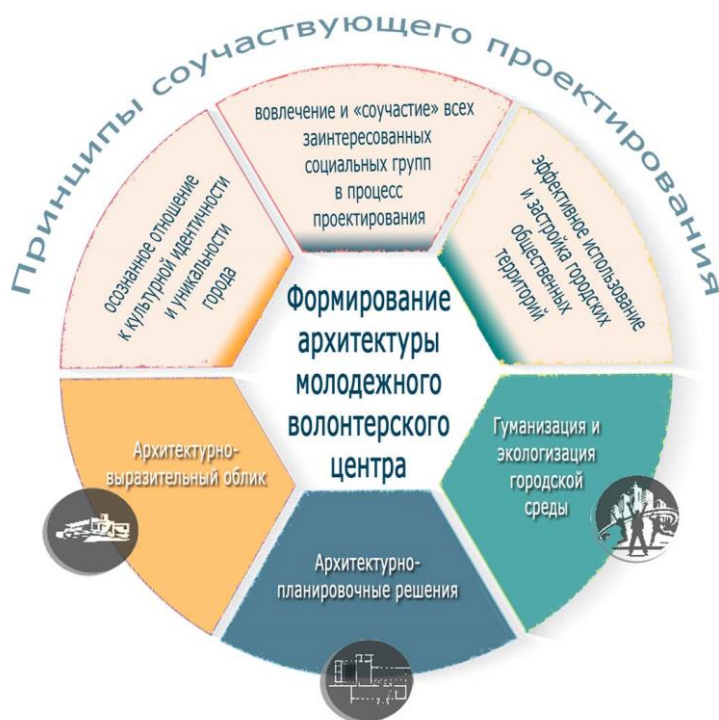 Принципы соучаствующего проектирования
вовлечение и «соучастие» всех
заинтересованных
социальных групп
в процесс
проектирования
осознанное отношение
к культурной идентичности
и уникальности
города
эффективное использование
и застройка городских
общественных
территорий
Формирование
архитектуры
молодежного
волонтерского
центра
Архитектурно-
выразительный облик
Гуманизация и
экологизация
городской
среды
Архитектурно-
планировочные решения